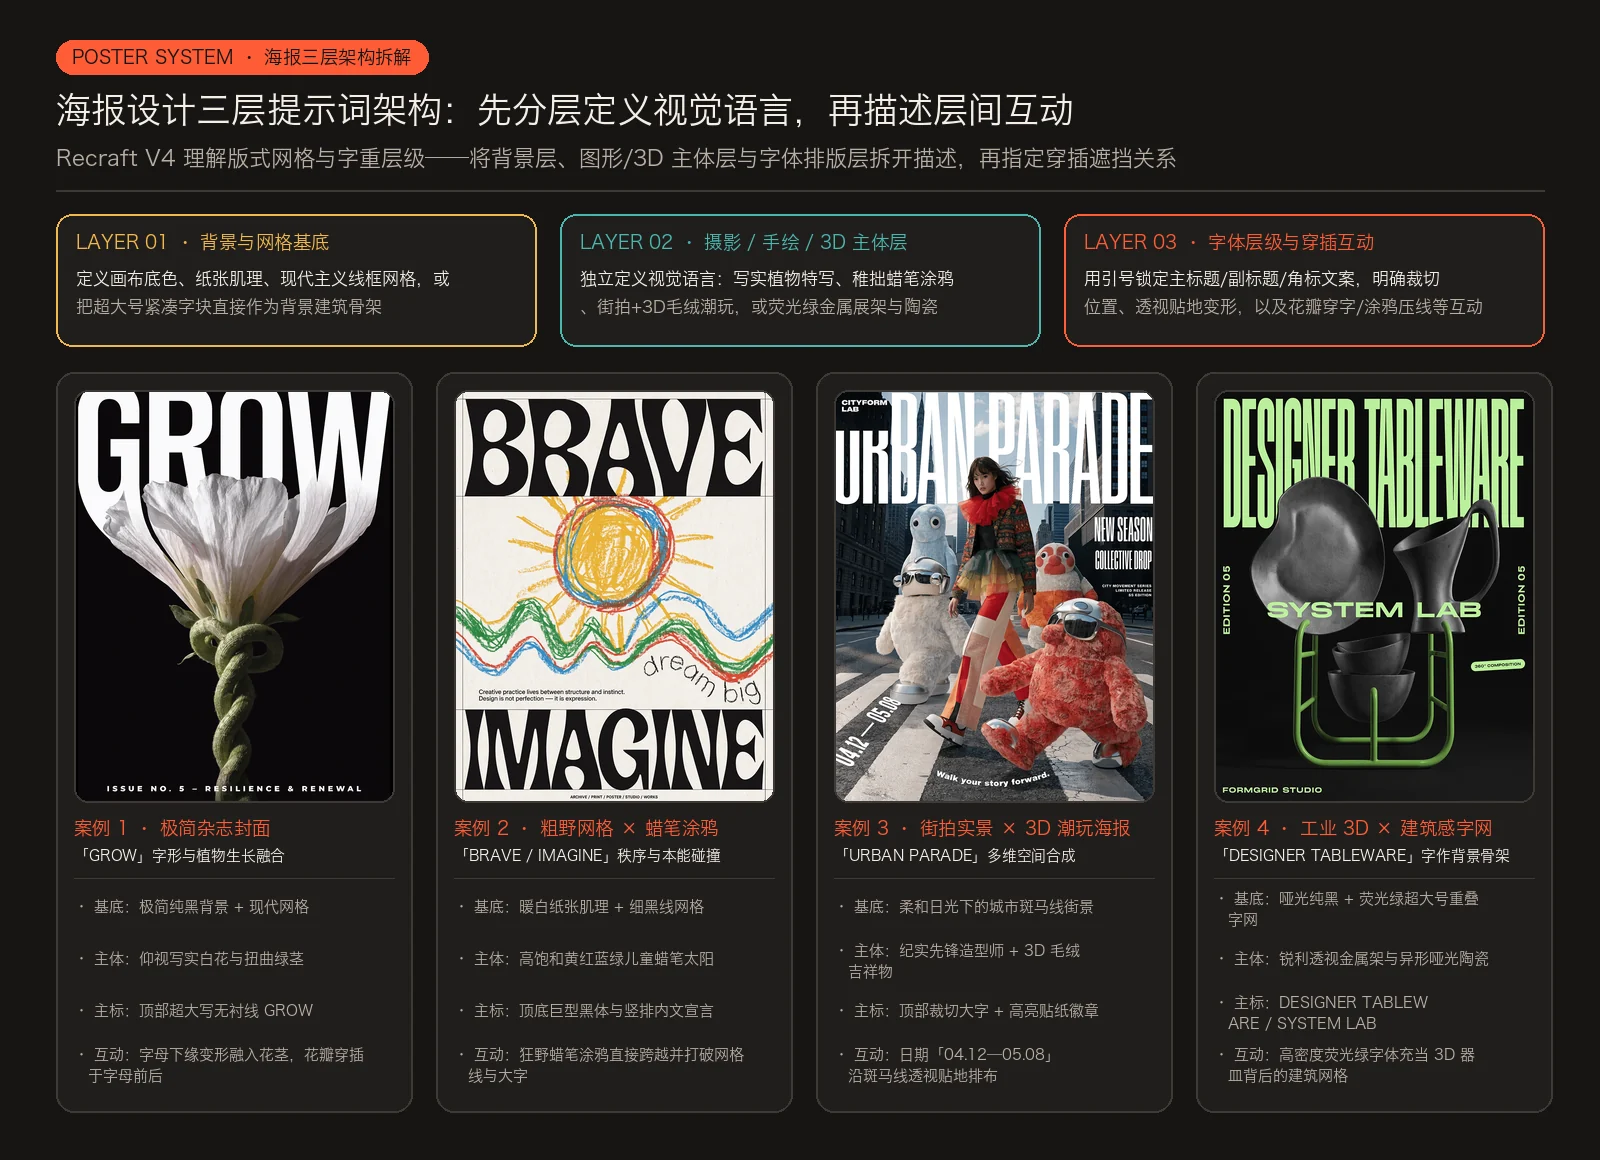 POSTER SYSTEM · 海报三层架构拆解
海报设计三层提示词架构：先分层定义视觉语言，再描述层间互动
Recraft V4 理解版式网格与字重层级——将背景层、图形/3D 主体层与字体排版层拆开描述，再指定穿插遮挡关系
LAYER 01 · 背景与网格基底
定义画布底色、纸张肌理、现代主义线框网格，或
把超大号紧凑字块直接作为背景建筑骨架
LAYER 02 · 摄影 / 手绘 / 3D 主体层
独立定义视觉语言：写实植物特写、稚拙蜡笔涂鸦
、街拍+3D毛绒潮玩，或荧光绿金属展架与陶瓷
LAYER 03 · 字体层级与穿插互动
用引号锁定主标题/副标题/角标文案，明确裁切
位置、透视贴地变形，以及花瓣穿字/涂鸦压线等互动
GROW
ISSUE NO. 5 – RESILIENCE & RENEWAL
案例 1 · 极简杂志封面
「GROW」字形与植物生长融合
· 基底：极简纯黑背景 + 现代网格
· 主体：仰视写实白花与扭曲绿茎
· 主标：顶部超大写无衬线 GROW
· 互动：字母下缘变形融入花茎，花瓣穿插
于字母前后
BRAVE
dream big
Creative practice lives between structure and instinct.
Design is not perfection — it is expression.
IMAGINE
ARCHIVE / PRINT / POSTER / STUDIO / WORKS
案例 2 · 粗野网格 × 蜡笔涂鸦
「BRAVE / IMAGINE」秩序与本能碰撞
· 基底：暖白纸张肌理 + 细黑线网格
· 主体：高饱和黄红蓝绿儿童蜡笔太阳
· 主标：顶底巨型黑体与竖排内文宣言
· 互动：狂野蜡笔涂鸦直接跨越并打破网格
线与大字
CITYFORM
LAB
URBAN PARADE
NEW SEASON
COLLECTIVE DROP
CITY MOVEMENT SERIES
LIMITED RELEASE
SS EDITION
04.12 — 05.08
Walk your story forward.
案例 3 · 街拍实景 × 3D 潮玩海报
「URBAN PARADE」多维空间合成
· 基底：柔和日光下的城市斑马线街景
· 主体：纪实先锋造型师 + 3D 毛绒
吉祥物
· 主标：顶部裁切大字 + 高亮贴纸徽章
· 互动：日期「04.12—05.08」
沿斑马线透视贴地排布
DESIGNER TABLEWARE
EDITION 05
SYSTEM LAB
EDITION 05
360° COMPOSITION
FORMGRID STUDIO
案例 4 · 工业 3D × 建筑感字网
「DESIGNER TABLEWARE」字作背景骨架
· 基底：哑光纯黑 + 荧光绿超大号重叠
字网
· 主体：锐利透视金属架与异形哑光陶瓷
· 主标：DESIGNER TABLEW
ARE / SYSTEM LAB
· 互动：高密度荧光绿字体充当 3D 器
皿背后的建筑网格